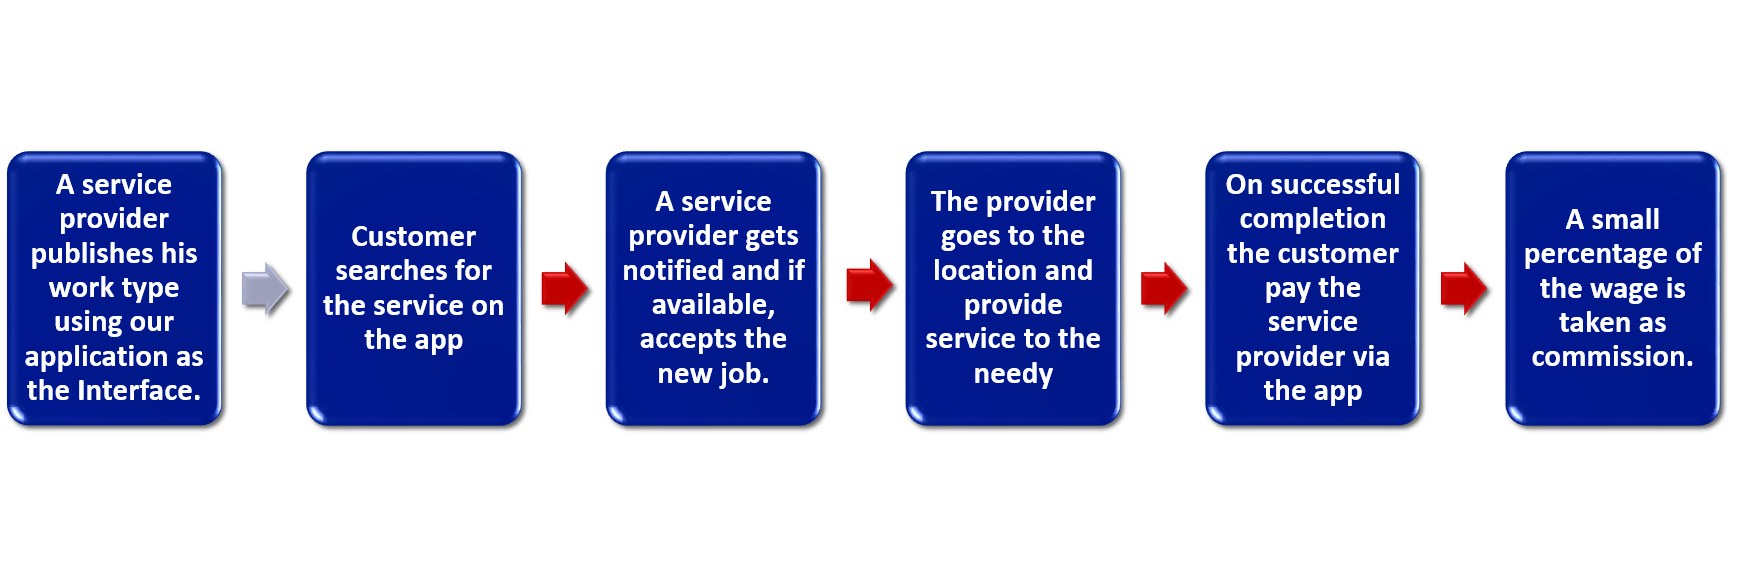 A service
provider
publishes his
work type
using our
application as
the Interface.
Customer
searches for
the service on
the app
A service
provider gets
notified and if
available,
accepts the
new job.
The provider
goes to the
location and
provide
service to the
needy
On successful
completion
the customer
pay the
service
provider via
the app
A small
percentage of
the wage is
taken as
commission.